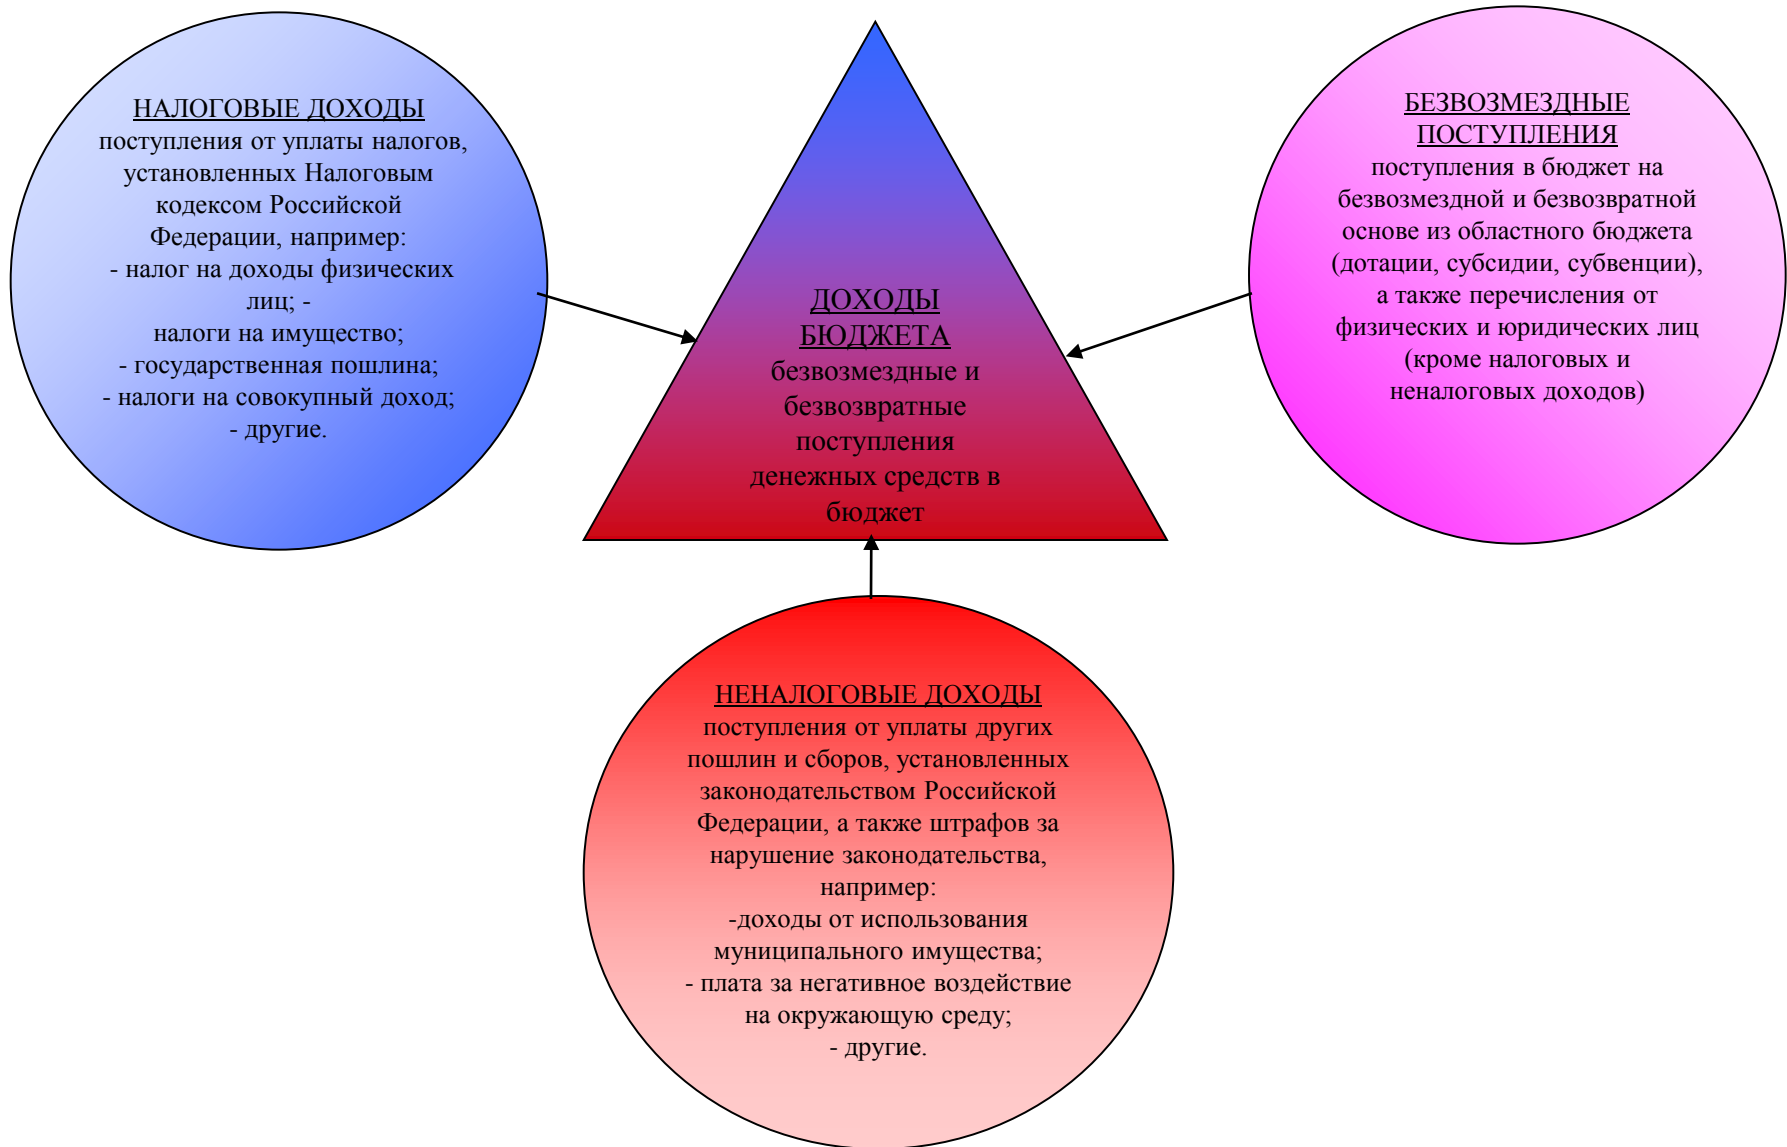 НАЛОГОВЫЕ ДОХОДЫ
поступления от уплаты налогов,
установленных Налоговым
кодексом Российской
Федерации, например:
- налог на доходы физических
лиц; -
налоги на имущество;
- государственная пошлина;
- налоги на совокупный доход;
- другие.
ДОХОДЫ
БЮДЖЕТА
безвозмездные и
безвозвратные
поступления
денежных средств в
бюджет
БЕЗВОЗМЕЗДНЫЕ
ПОСТУПЛЕНИЯ
поступления в бюджет на
безвозмездной и безвозвратной
основе из областного бюджета
(дотации, субсидии, субвенции),
а также перечисления от
физических и юридических лиц
(кроме налоговых и
неналоговых доходов)
НЕНАЛОГОВЫЕ ДОХОДЫ
поступления от уплаты других
пошлин и сборов, установленных
законодательством Российской
Федерации, а также штрафов за
нарушение законодательства,
например:
-доходы от использования
муниципального имущества;
- плата за негативное воздействие
на окружающую среду;
- другие.